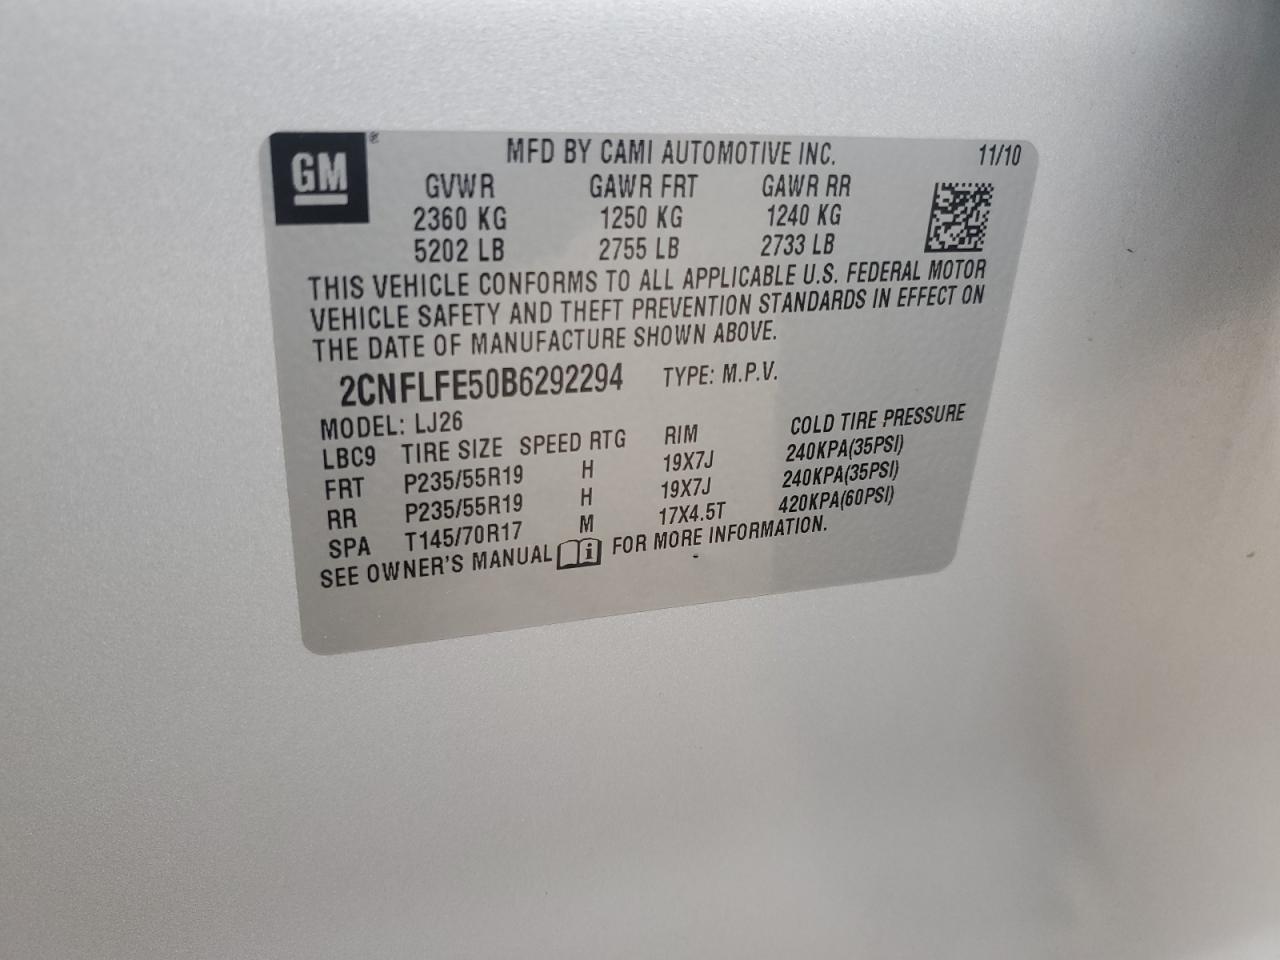 GM ®
MFD BY CAMI AUTOMOTIVE INC. 11/10
GVWR GAWR FRT GAWR RR
2360 KG 1250 KG 1240 KG
5202 LB 2755 LB 2733 LB
THIS VEHICLE CONFORMS TO ALL APPLICABLE U.S. FEDERAL MOTOR
VEHICLE SAFETY AND THEFT PREVENTION STANDARDS IN EFFECT ON
THE DATE OF MANUFACTURE SHOWN ABOVE.
2CNFLFE50B6292294 TYPE: M.P.V.
MODEL: LJ26
LBC9 TIRE SIZE SPEED RTG RIM COLD TIRE PRESSURE
FRT P235/55R19 H 19X7J 240KPA(35PSI)
RR P235/55R19 H 19X7J 240KPA(35PSI)
SPA T145/70R17 M 17X4.5T 420KPA(60PSI)
SEE OWNER'S MANUAL i FOR MORE INFORMATION.